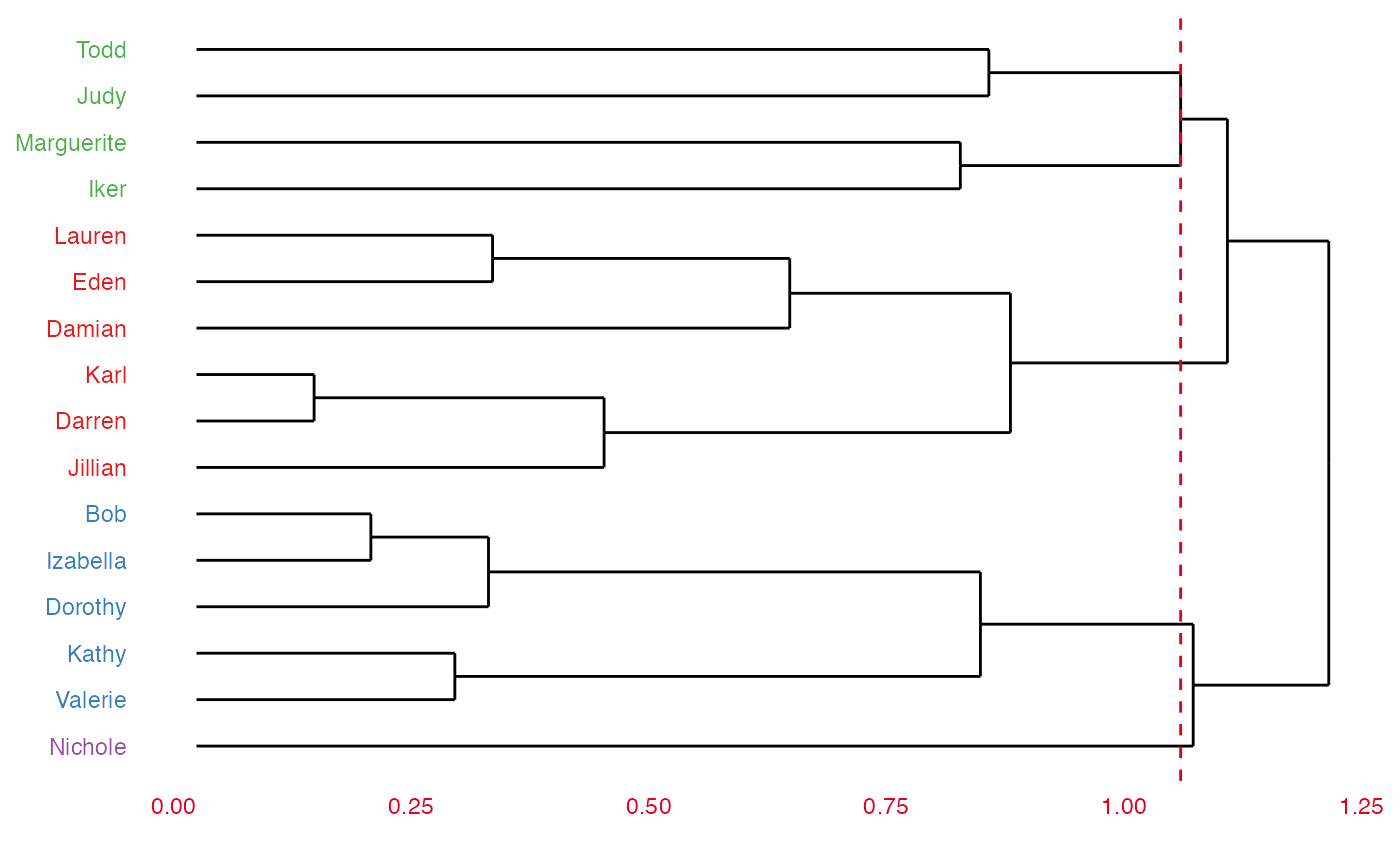 Todd
Judy
Marguerite
Iker
Lauren
Eden
Damian
Karl
Darren
Jillian
Bob
Izabella
Dorothy
Kathy
Valerie
Nichole
0.00 0.25 0.50 0.75 1.00 1.25